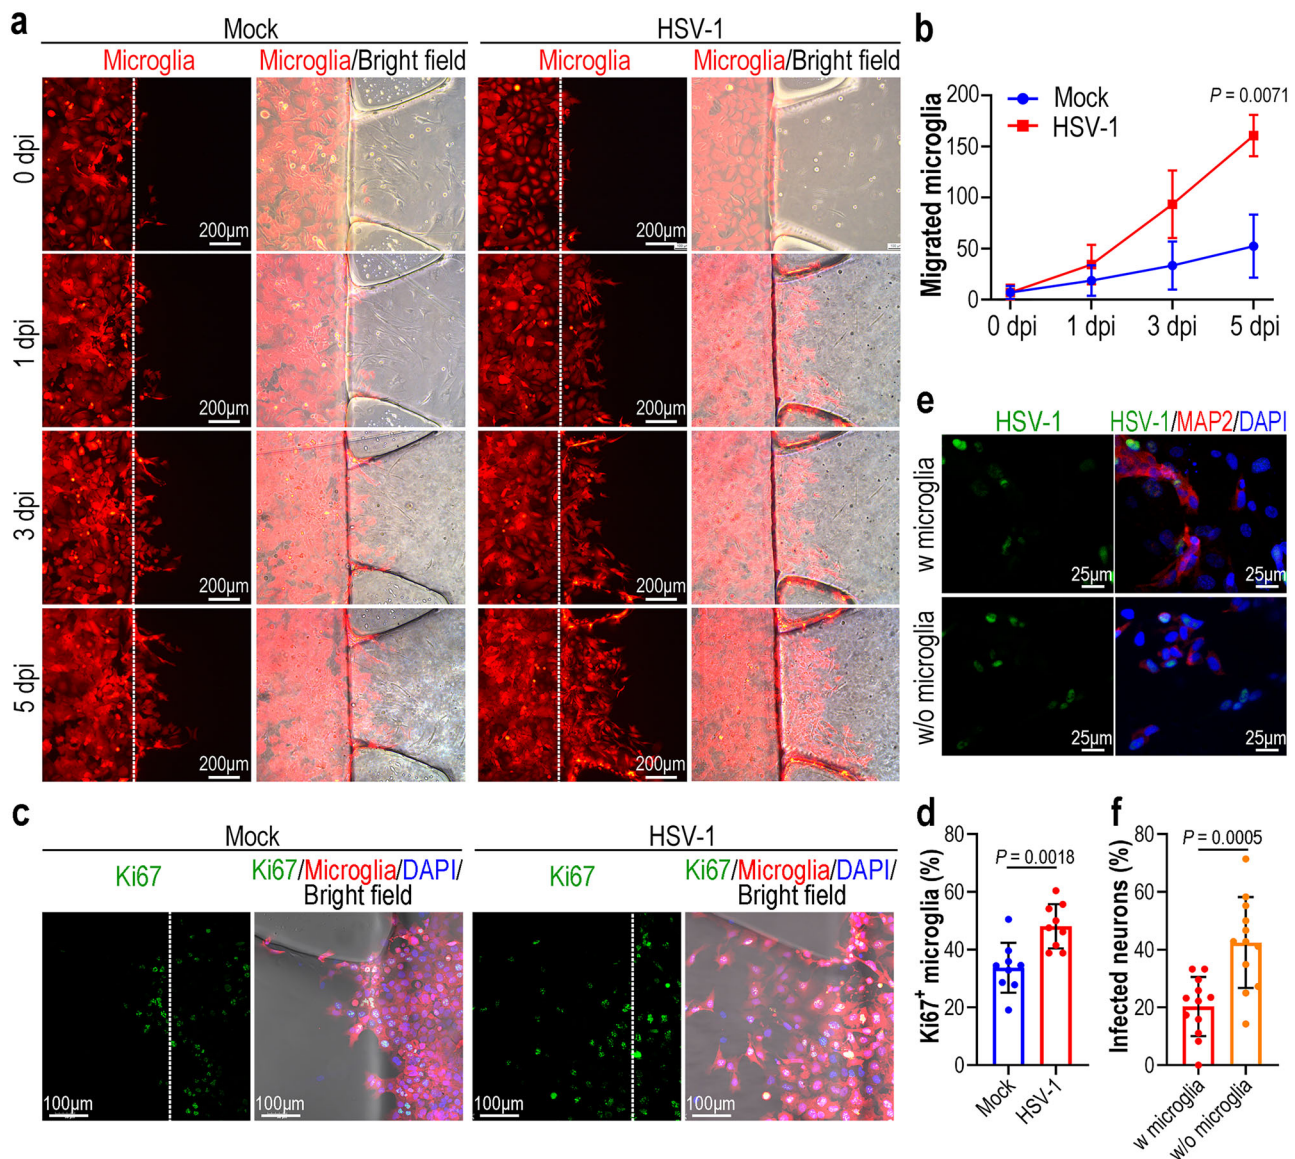 a
Mock
HSV-1
Microglia
Microglia/Bright field
Microglia
Microglia/Bright field
0 dpi
200µm
200µm
1 dpi
200µm
200µm
3 dpi
200µm
200µm
5 dpi
200µm
200µm
b
Migrated microglia
200
150
100
50
0
Mock
HSV-1
P = 0.0071
0 dpi
1 dpi
3 dpi
5 dpi
e
HSV-1
HSV-1/MAP2/DAPI
w microglia
25µm
25µm
w/o microglia
25µm
25µm
c
Mock
HSV-1
Ki67
Ki67/Microglia/DAPI/
Bright field
Ki67
Ki67/Microglia/DAPI/
Bright field
100µm
100µm
100µm
100µm
d
Ki67+ microglia (%)
80
60
40
20
0
P = 0.0018
Mock
HSV-1
f
Infected neurons (%)
80
60
40
20
0
P = 0.0005
w microglia
w/o microglia